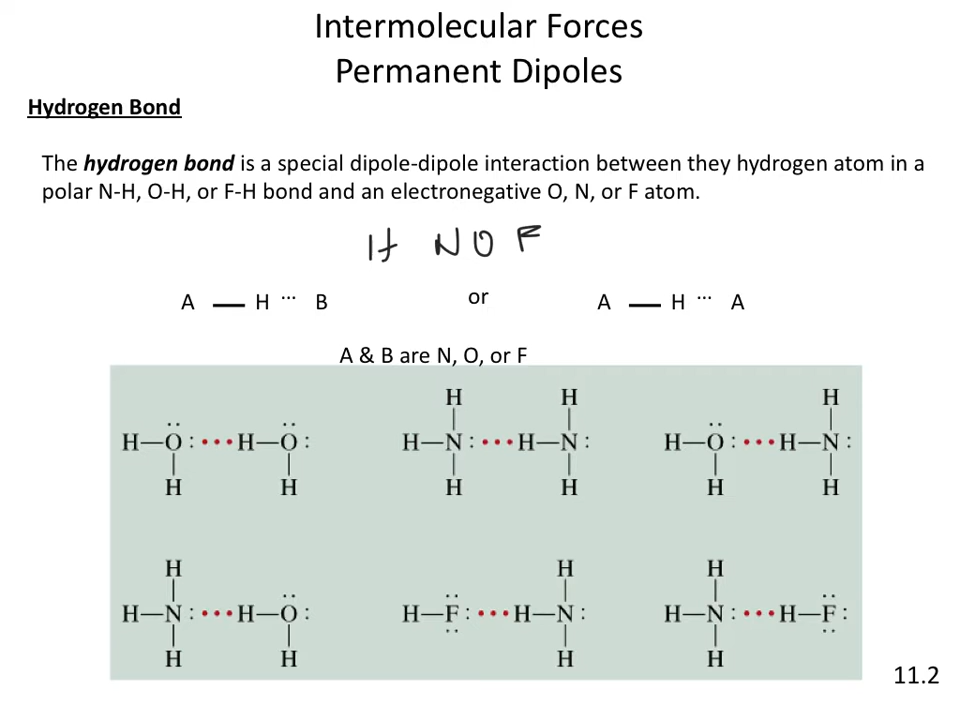 Intermolecular Forces
Permanent Dipoles
Hydrogen Bond
The hydrogen bond is a special dipole-dipole interaction between they hydrogen atom in a
polar N-H, O-H, or F-H bond and an electronegative O, N, or F atom.
H N O F
A — H ... B or A — H ... A
A & B are N, O, or F
H H H
H—O:•••H—O: H—N:•••H—N: H—O:•••H—N:
H H H H H H
H H H
H—N:•••H—O: H—F:•••H—N: H—N:•••H—F:
H H H H
11.2